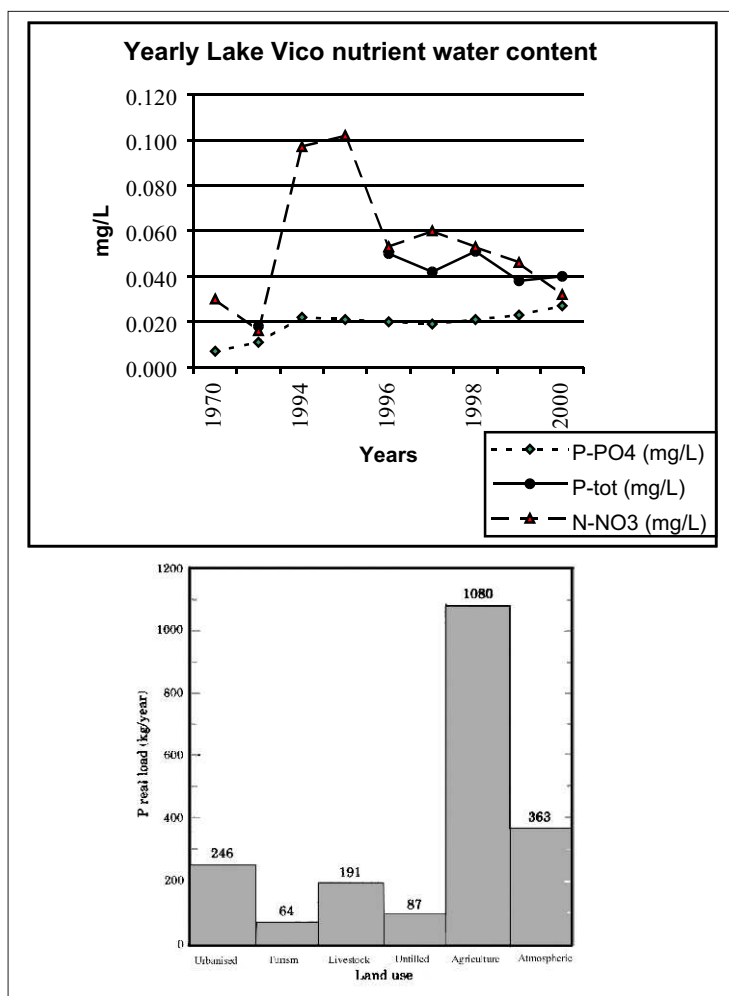 Yearly Lake Vico nutrient water content
0.120
0.100
0.080
0.060
0.040
0.020
0.000
mg/L
1970
1994
1996
1998
2000
Years
P-PO4 (mg/L)
P-tot (mg/L)
N-NO3 (mg/L)
1200
1000
800
600
400
200
0
P real load (kg/year)
246
64
191
87
1080
363
Urbanised Turism Livestock Untilled Agriculture Atmospheric
Land use